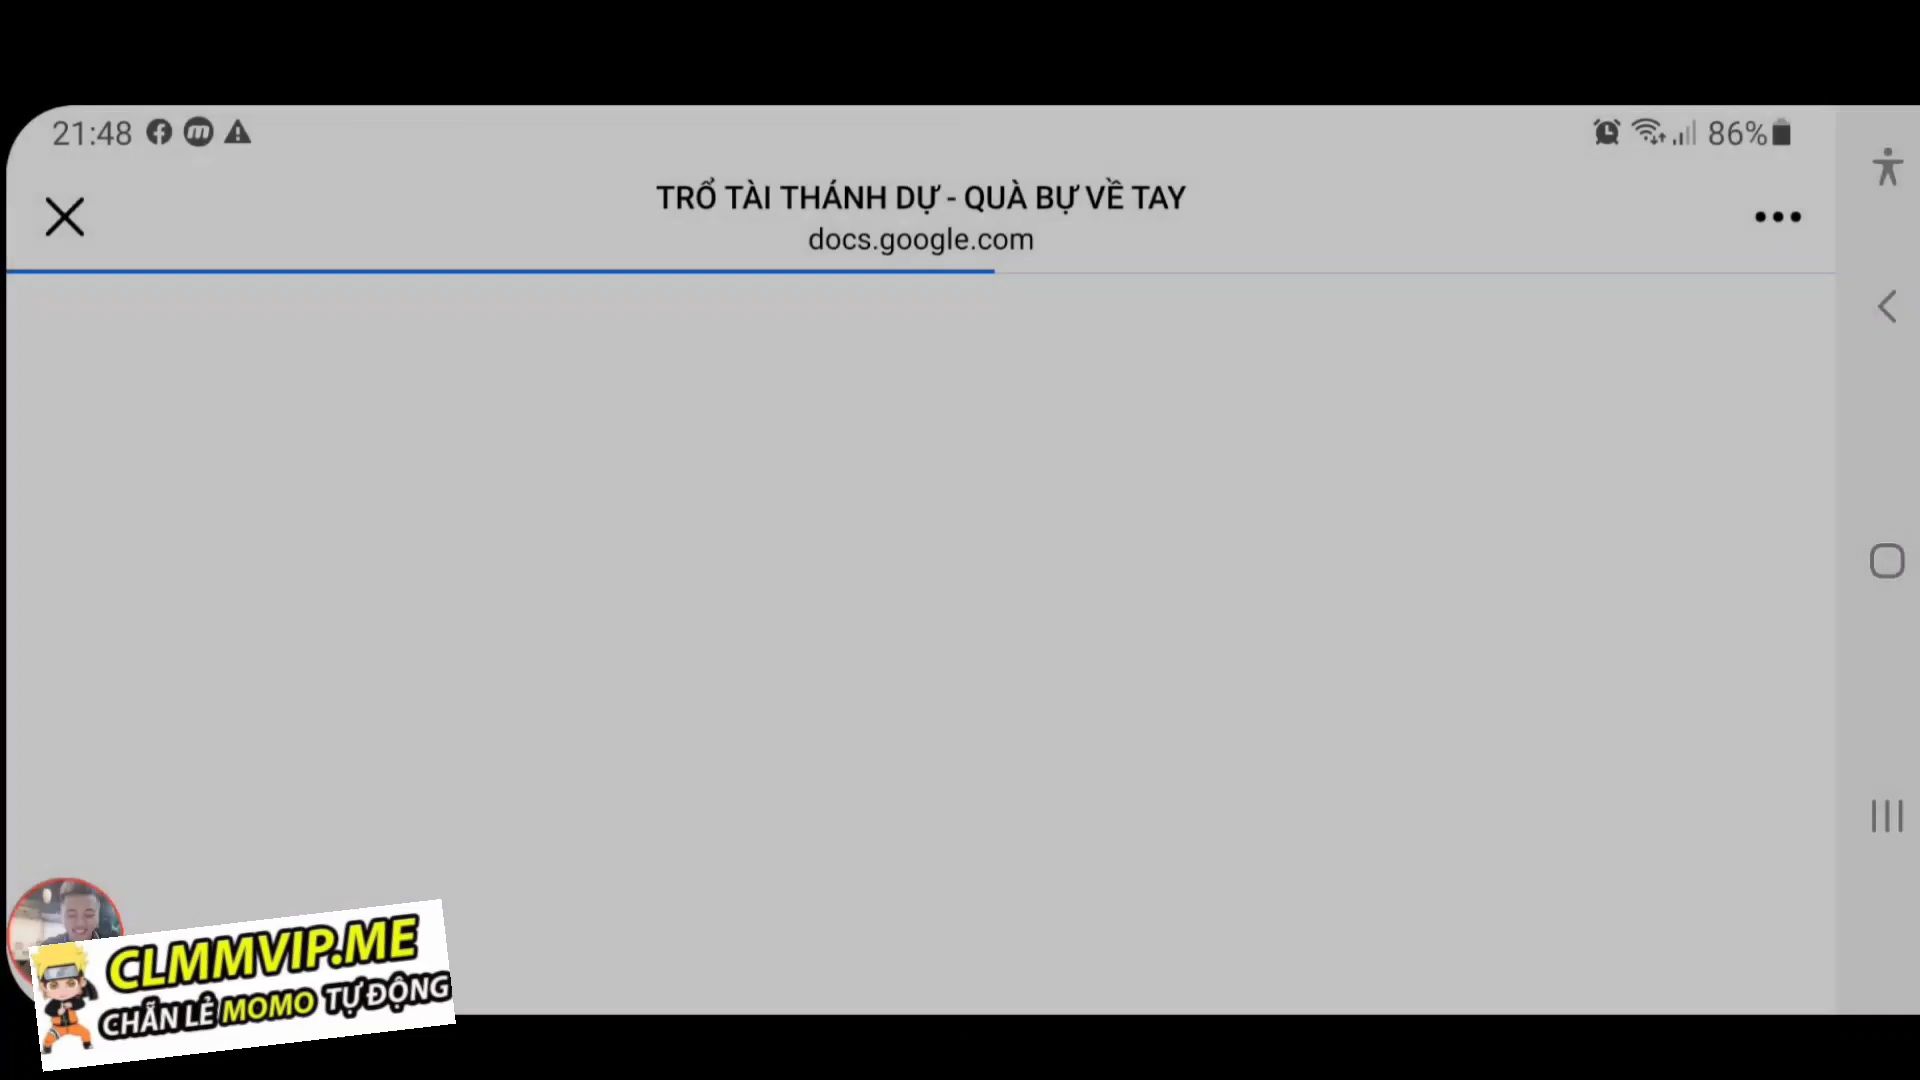 21:48
86%
TRỔ TÀI THÁNH DỰ - QUÀ BỰ VỀ TAY
docs.google.com
CLMMVIP.ME
CHẴN LẺ MOMO TỰ ĐỘNG